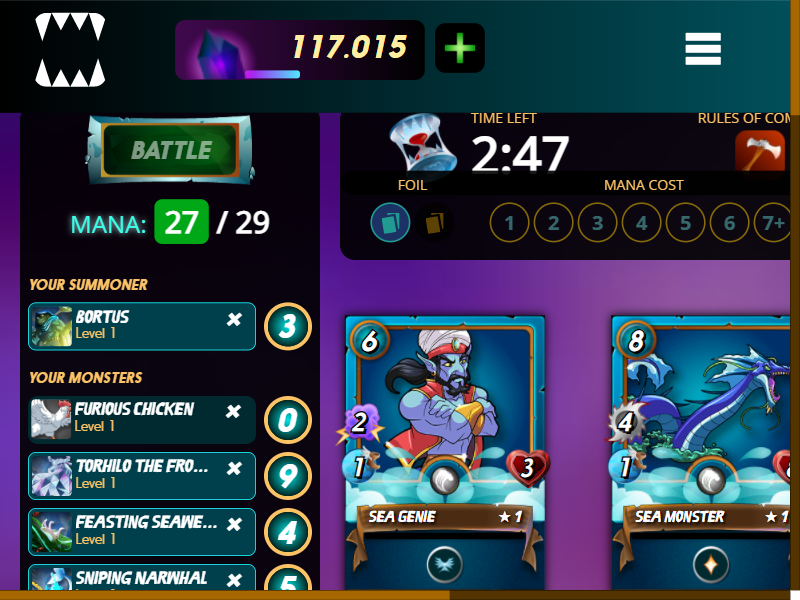 117.015
BATTLE
MANA: 27 / 29
YOUR SUMMONER
BORTUS
Level 1
3
YOUR MONSTERS
FURIOUS CHICKEN
Level 1
0
TORHILO THE FRO...
Level 1
9
FEASTING SEAWE...
Level 1
4
SNIPING NARWHAL
5
TIME LEFT
2:47
RULES OF COM
FOIL
MANA COST
1 2 3 4 5 6 7+
6
2
1
3
SEA GENIE ★ 1
8
4
1
SEA MONSTER ★ 1